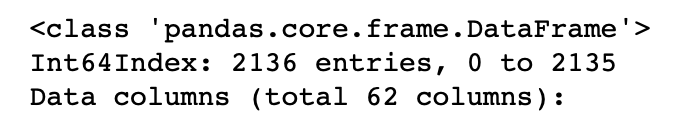 <class 'pandas.core.frame.DataFrame'>
Int64Index: 2136 entries, 0 to 2135
Data columns (total 62 columns):